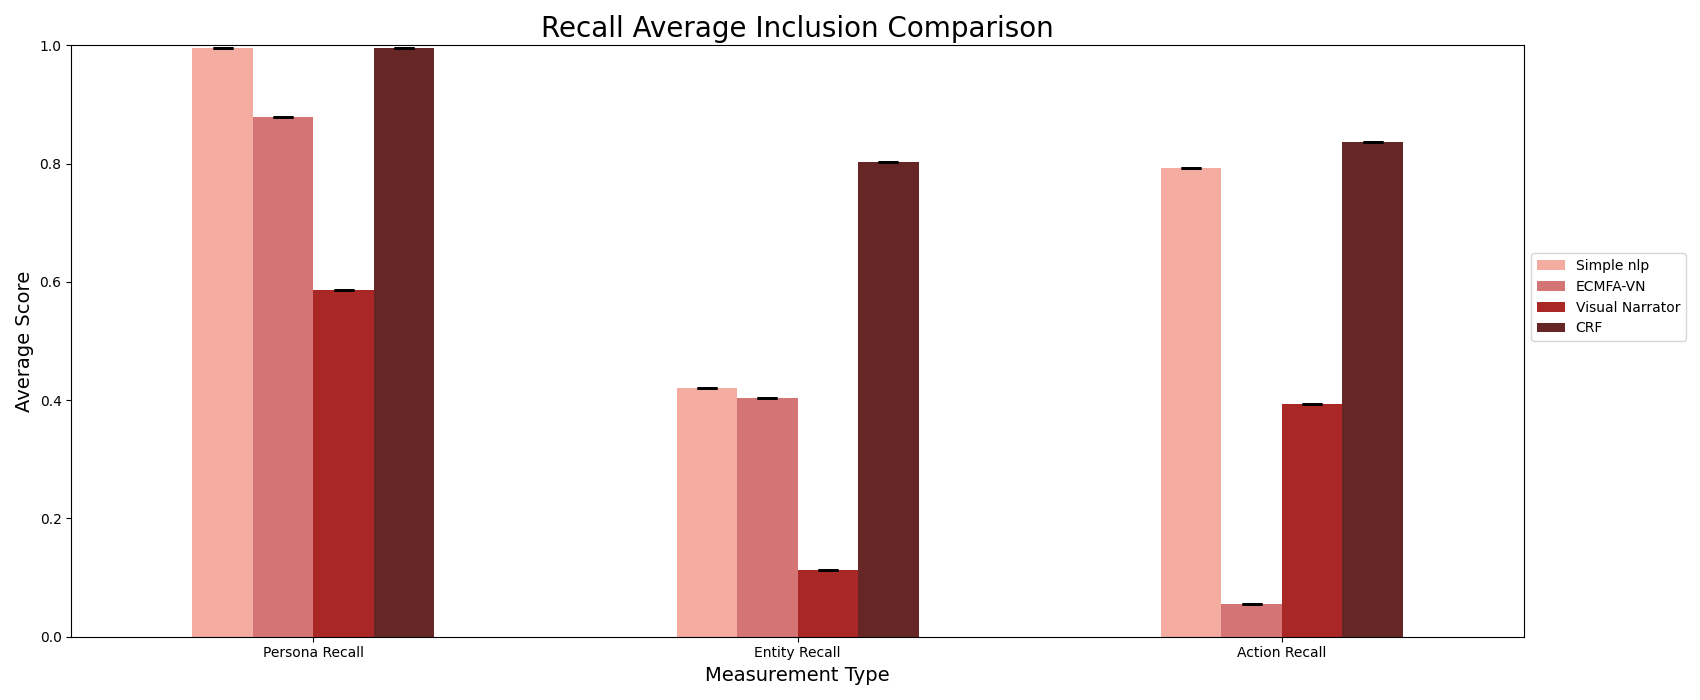 Recall Average Inclusion Comparison
1.0
0.8
0.6
0.4
0.2
0.0
Average Score
Persona Recall
Entity Recall
Action Recall
Measurement Type
Simple nlp
ECMFA-VN
Visual Narrator
CRF